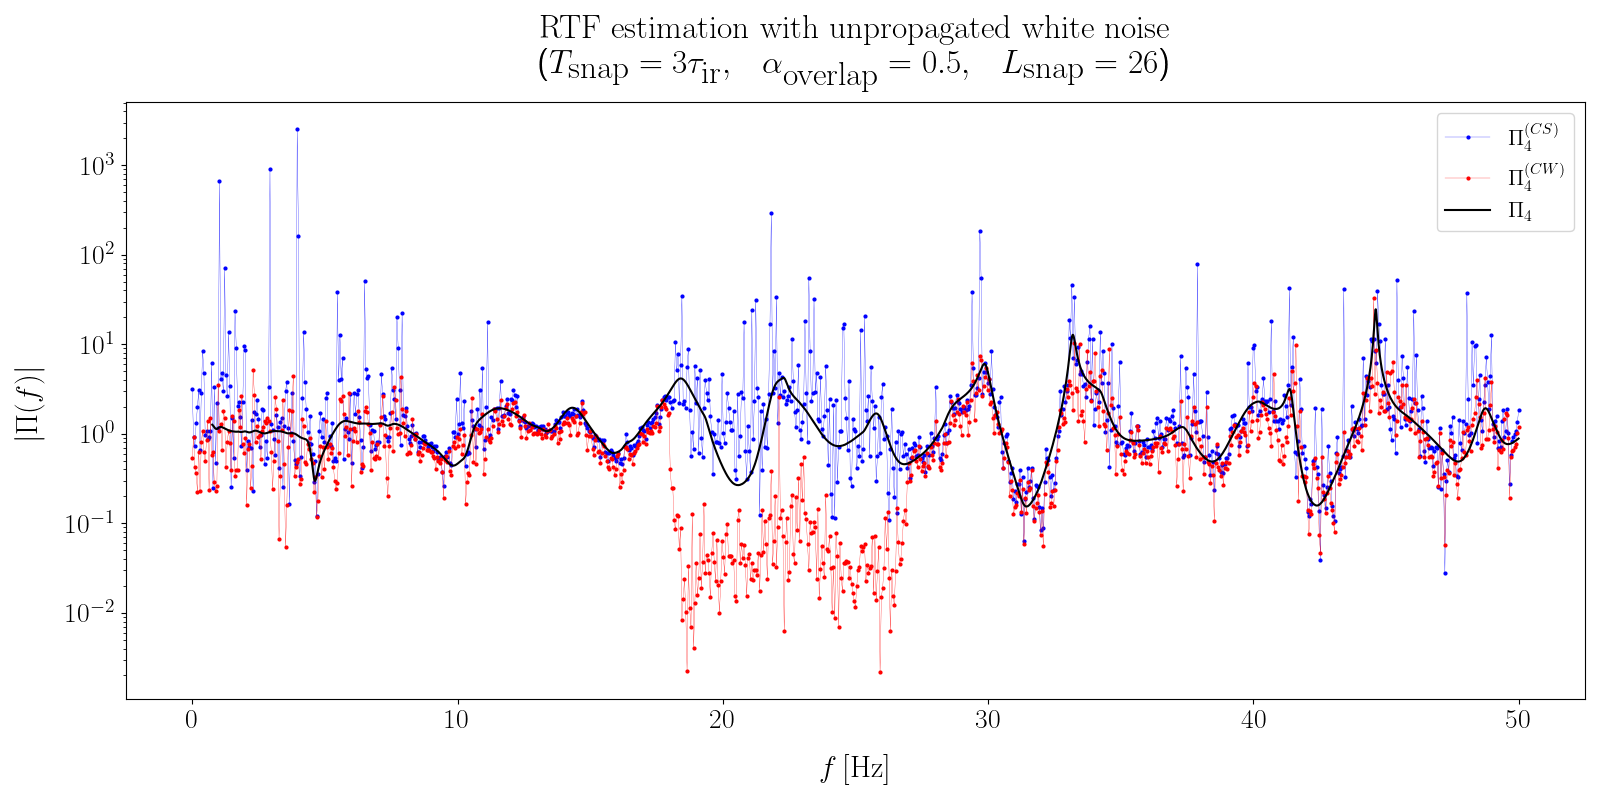 RTF estimation with unpropagated white noise
(T_snap = 3τ_ir, α_overlap = 0.5, L_snap = 26)
10^3
10^2
10^1
10^0
10^−1
10^−2
|Π(f)|
Π_4^(CS)
Π_4^(CW)
Π_4
0 10 20 30 40 50
f [Hz]